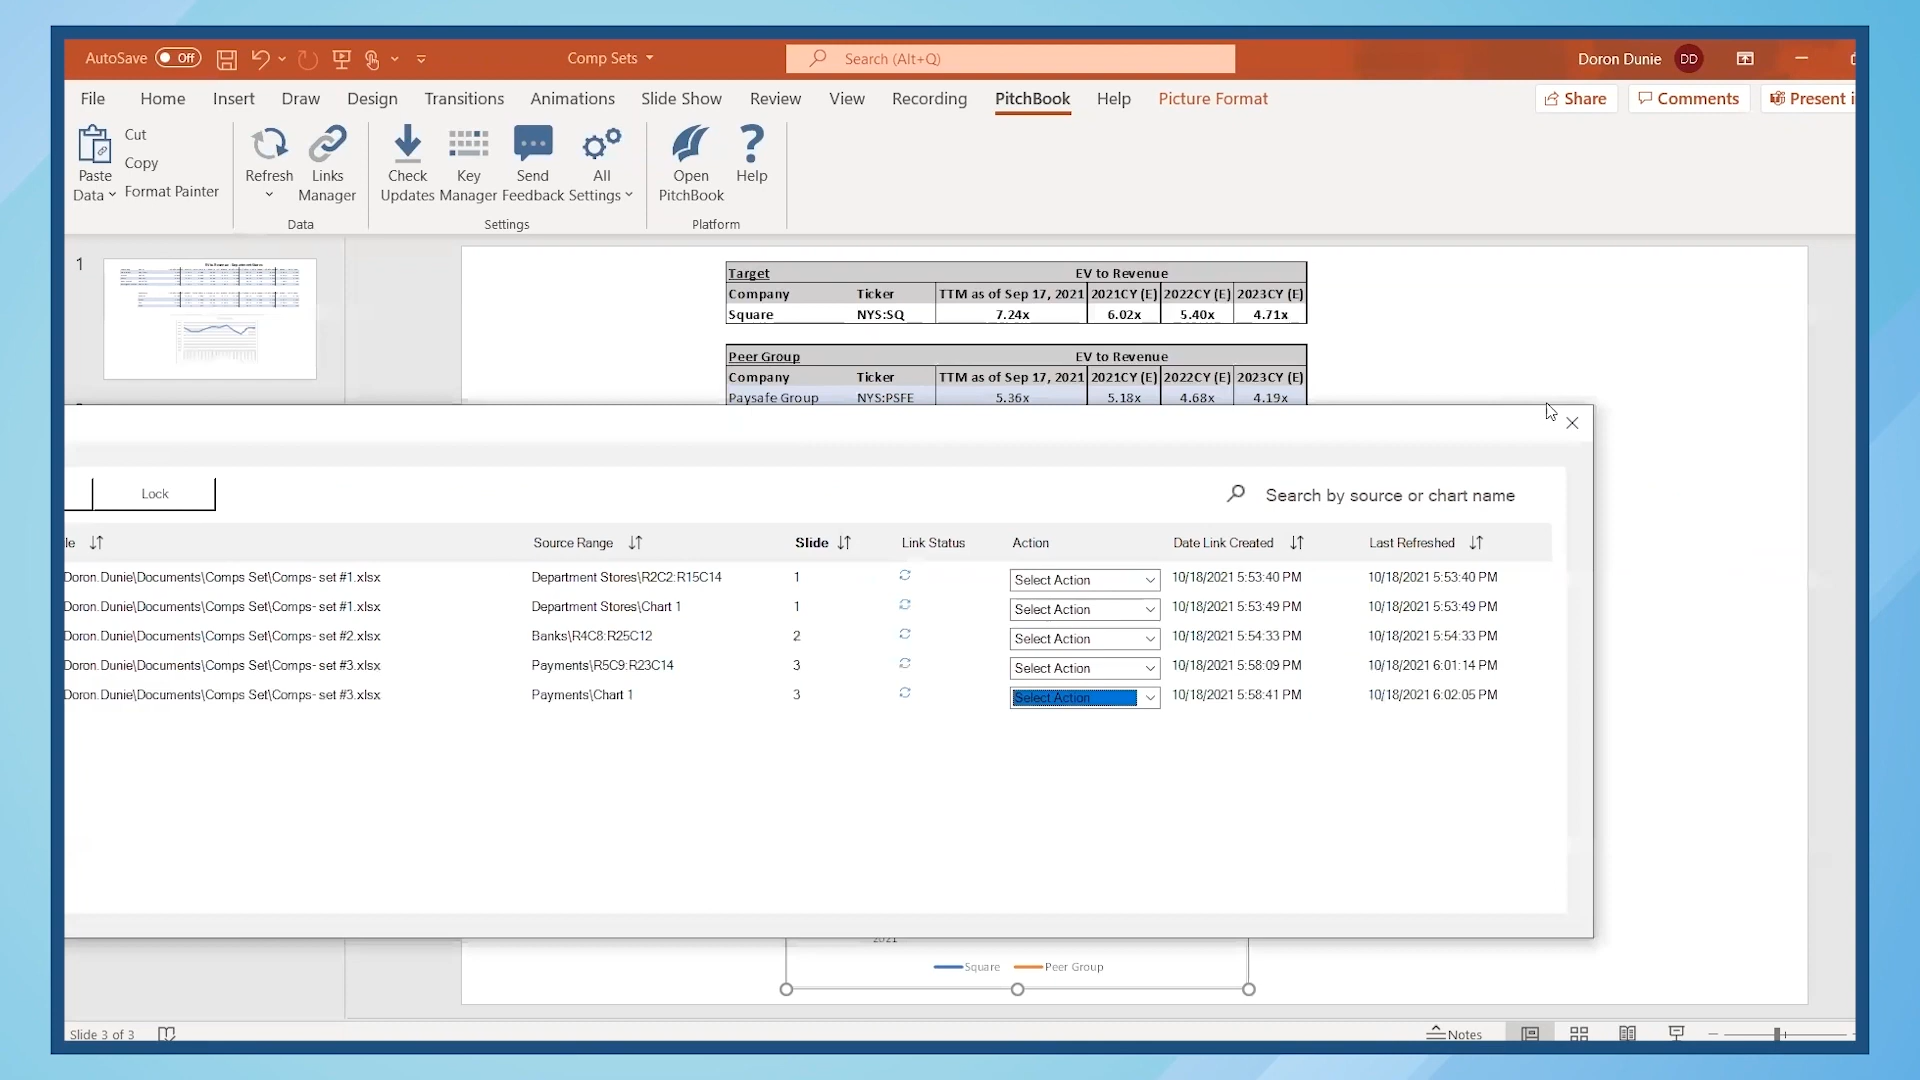 AutoSave Off Comp Sets Search (Alt+Q) Doron Dunie DD
File Home Insert Draw Design Transitions Animations Slide Show Review View Recording PitchBook Help Picture Format Share Comments Present i
Paste Data
Cut
Copy
Format Painter
Refresh
Links Manager
Data
Check Updates
Key Manager
Send Feedback
All Settings
Settings
Open PitchBook
Help
Platform
1
Target EV to Revenue
Company Ticker TTM as of Sep 17, 2021 2021CY (E) 2022CY (E) 2023CY (E)
Square NYS:SQ 7.24x 6.02x 5.40x 4.71x
Peer Group EV to Revenue
Company Ticker TTM as of Sep 17, 2021 2021CY (E) 2022CY (E) 2023CY (E)
Paysafe Group NYS:PSFE 5.36x 5.18x 4.68x 4.19x
Lock Search by source or chart name
le Source Range Slide Link Status Action Date Link Created Last Refreshed
Doron.Dunie\Documents\Comps Set\Comps- set #1.xlsx Department Stores\R2C2:R15C14 1 Select Action 10/18/2021 5:53:40 PM 10/18/2021 5:53:40 PM
Doron.Dunie\Documents\Comps Set\Comps- set #1.xlsx Department Stores\Chart 1 1 Select Action 10/18/2021 5:53:49 PM 10/18/2021 5:53:49 PM
Doron.Dunie\Documents\Comps Set\Comps- set #2.xlsx Banks\R4C8:R25C12 2 Select Action 10/18/2021 5:54:33 PM 10/18/2021 5:54:33 PM
Doron.Dunie\Documents\Comps Set\Comps- set #3.xlsx Payments\R5C9:R23C14 3 Select Action 10/18/2021 5:58:09 PM 10/18/2021 6:01:14 PM
Doron.Dunie\Documents\Comps Set\Comps- set #3.xlsx Payments\Chart 1 3 Select Action 10/18/2021 5:58:41 PM 10/18/2021 6:02:05 PM
2021
Square Peer Group
Slide 3 of 3 Notes